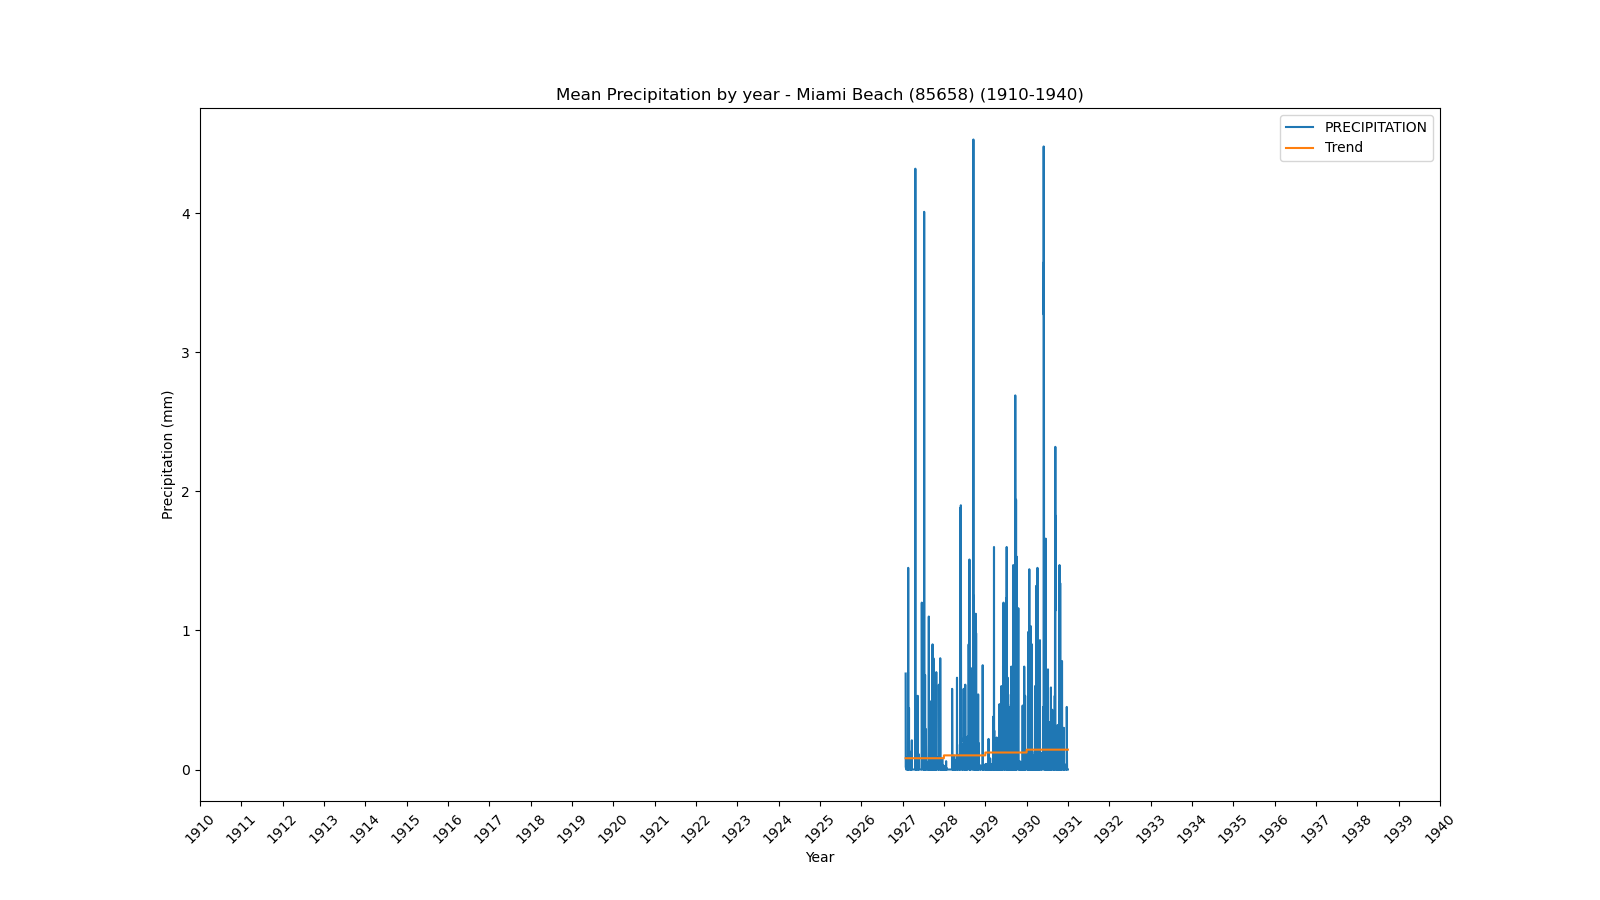 Mean Precipitation by year - Miami Beach (85658) (1910-1940)
PRECIPITATION
Trend
Precipitation (mm)
4
3
2
1
0
1910 1911 1912 1913 1914 1915 1916 1917 1918 1919 1920 1921 1922 1923 1924 1925 1926 1927 1928 1929 1930 1931 1932 1933 1934 1935 1936 1937 1938 1939 1940
Year